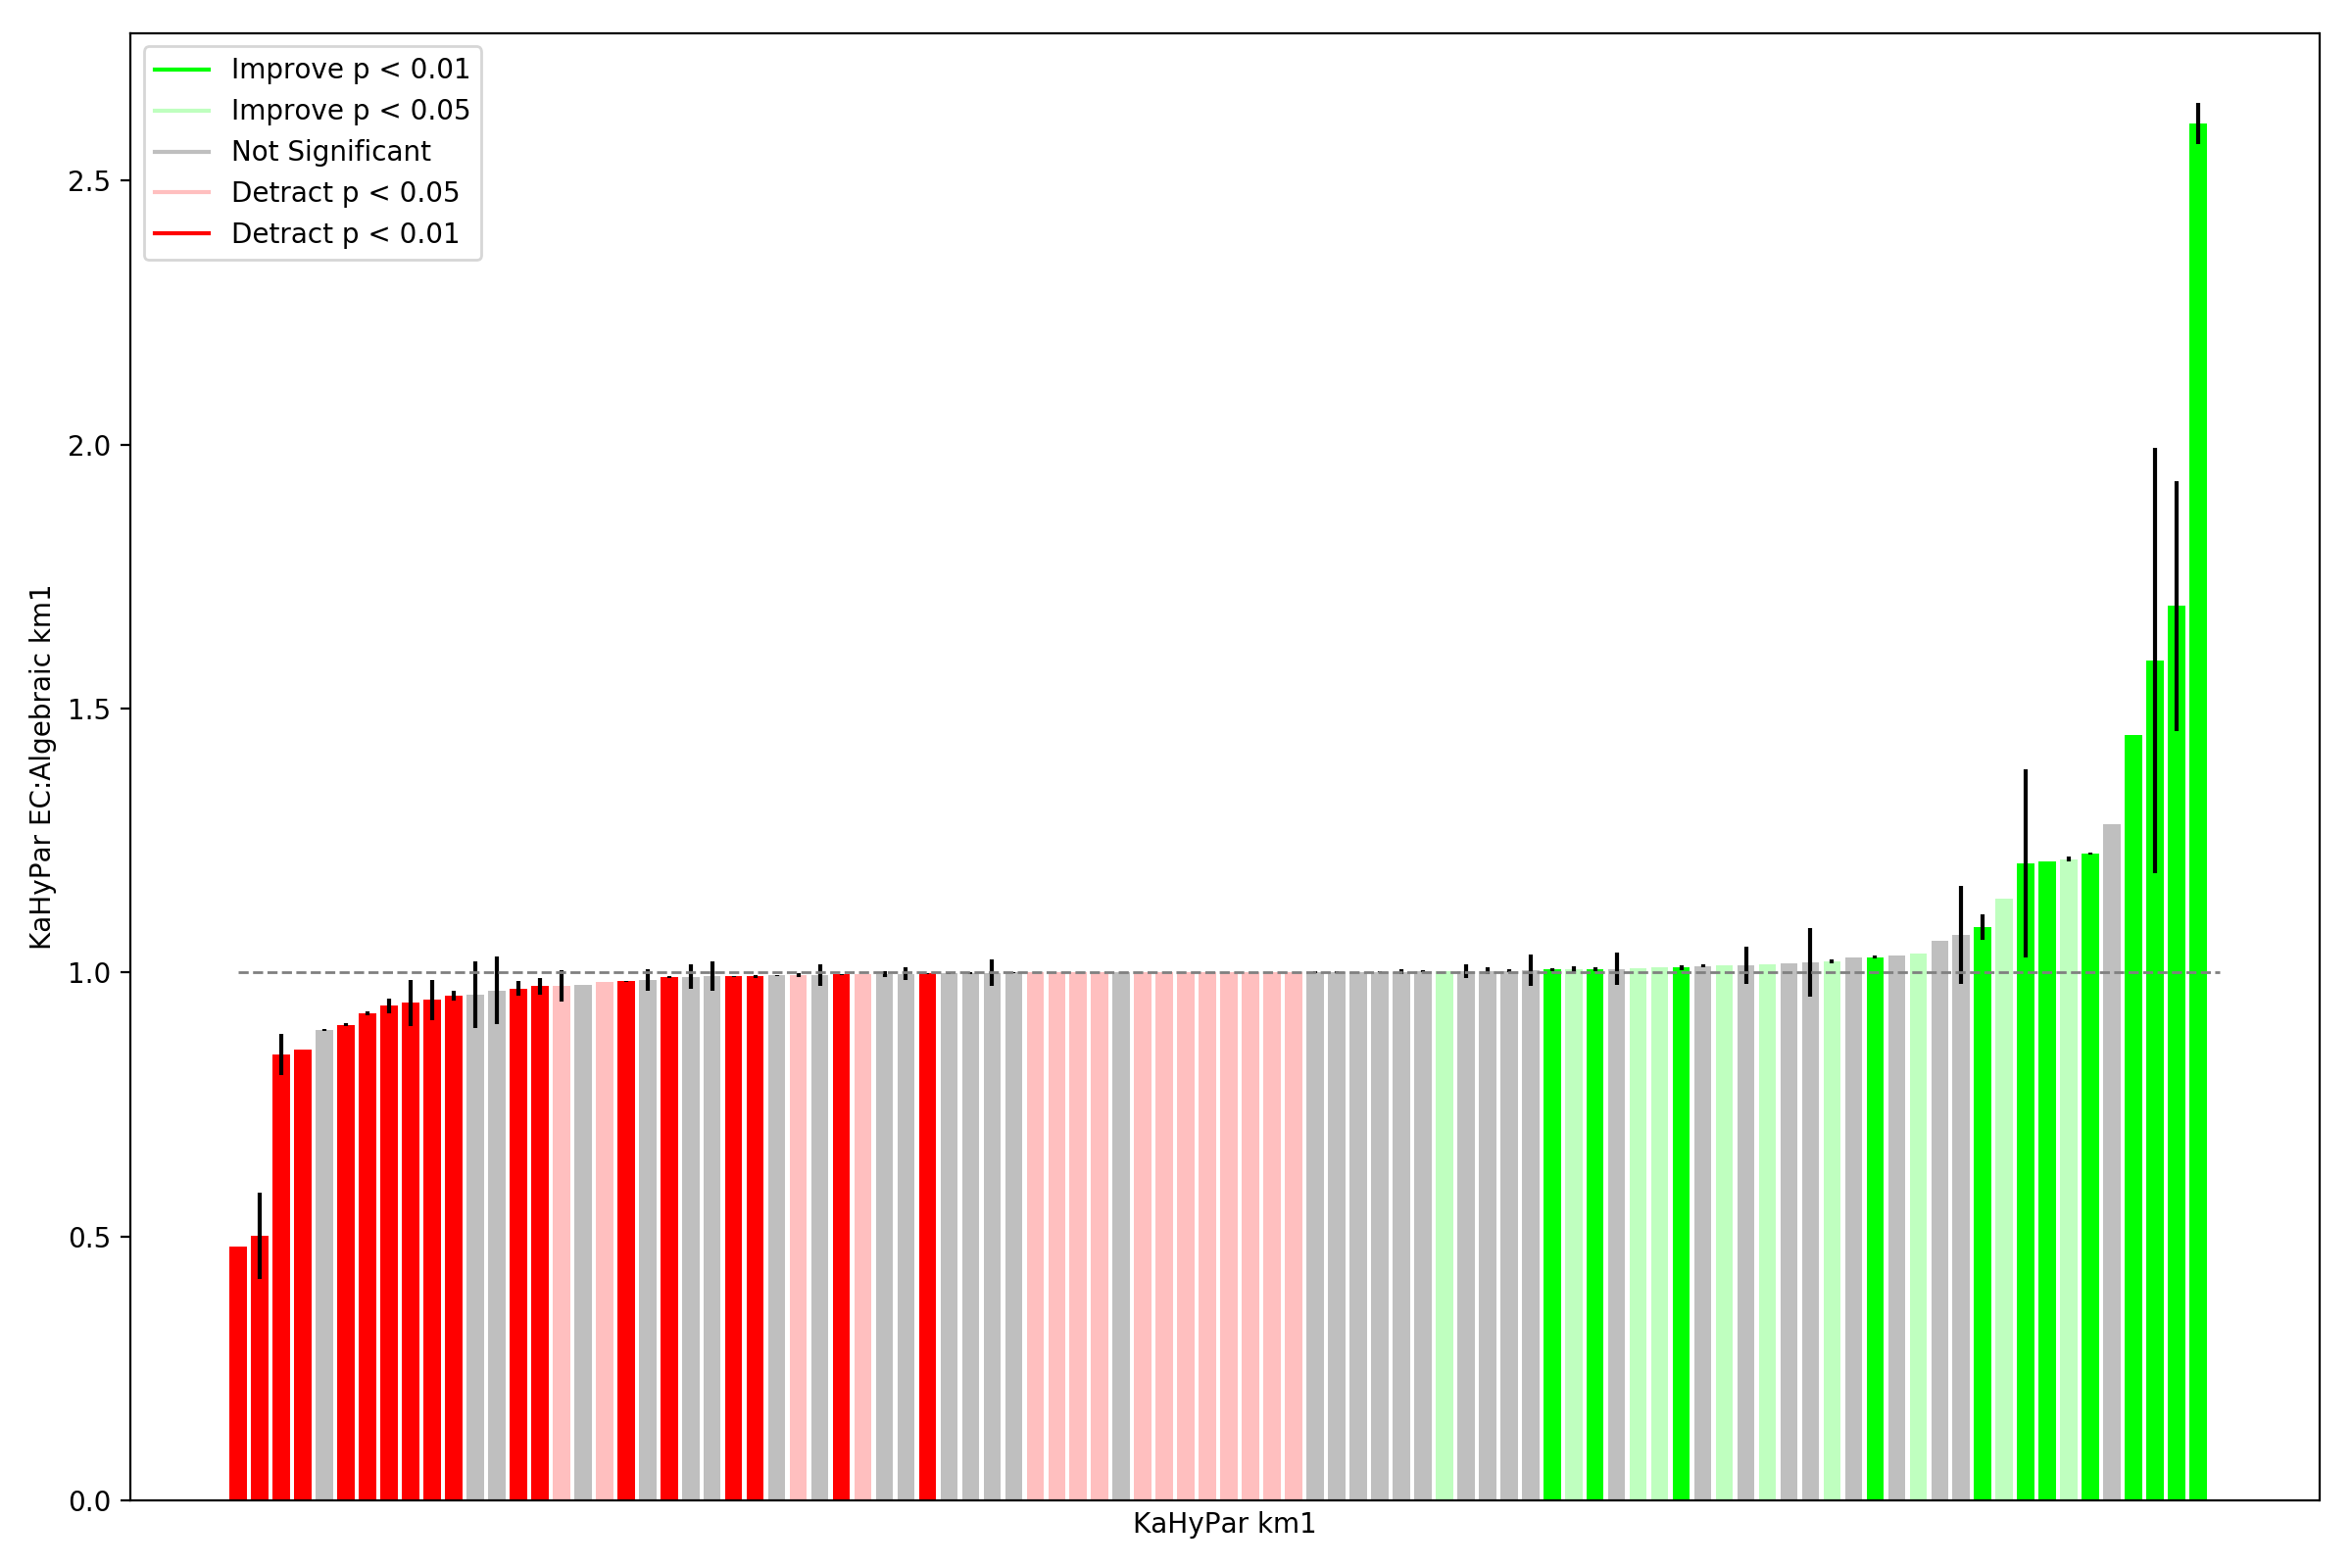 Improve p < 0.01
Improve p < 0.05
Not Significant
Detract p < 0.05
Detract p < 0.01
KaHyPar EC:Algebraic km1
2.5
2.0
1.5
1.0
0.5
0.0
KaHyPar km1